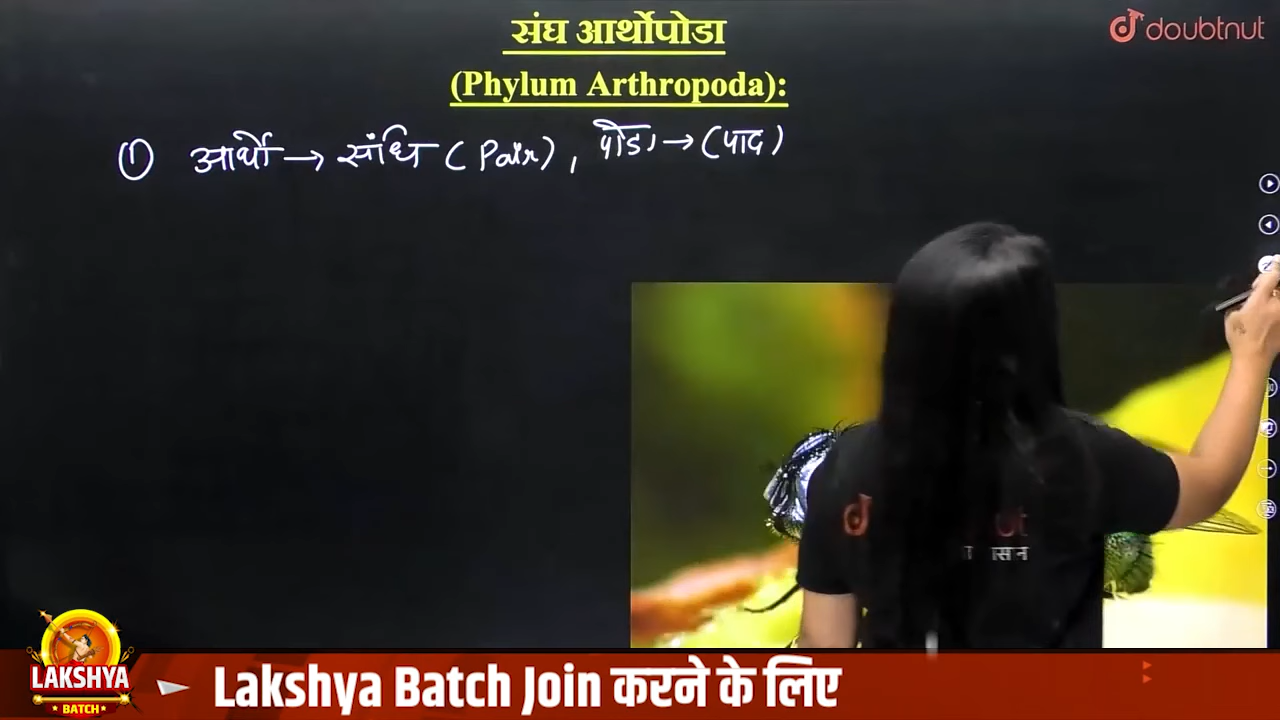 संघ आर्थोपोडा
doubtnut
(Phylum Arthropoda):
① आर्थो → संधि (Pair), पोडा → (पाद)
LAKSHYA
BATCH
Lakshya Batch Join करने के लिए